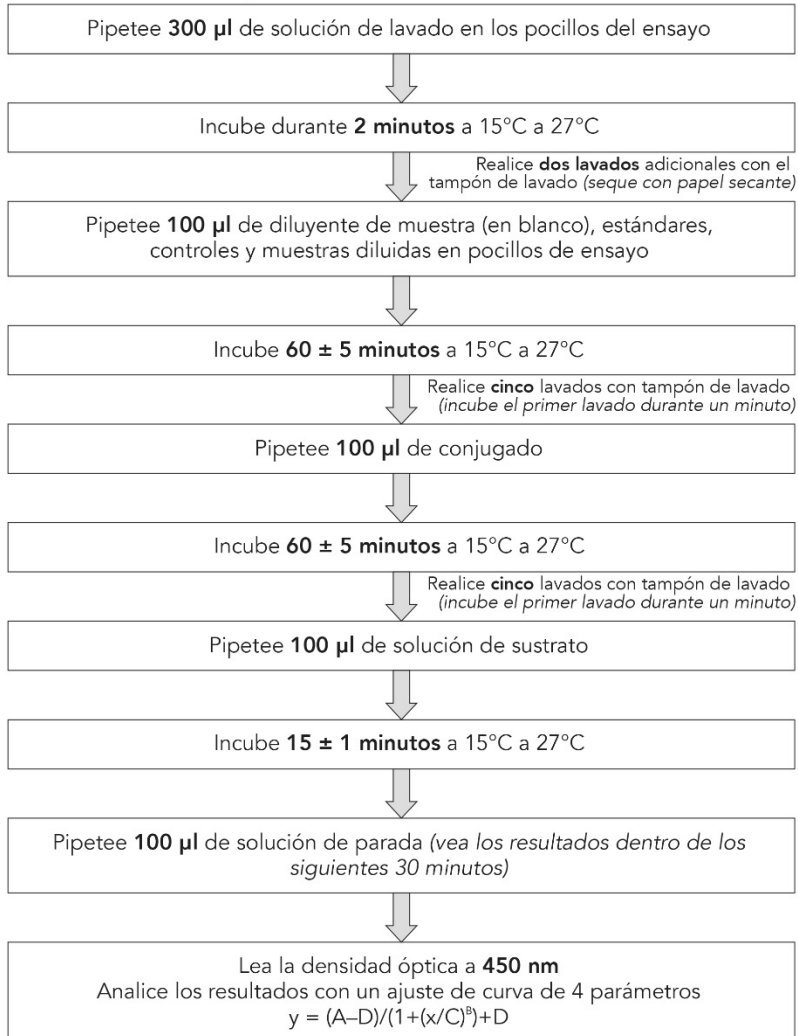 Pipetee 300 µl de solución de lavado en los pocillos del ensayo
Incube durante 2 minutos a 15°C a 27°C
Realice dos lavados adicionales con el
tampón de lavado (seque con papel secante)
Pipetee 100 µl de diluyente de muestra (en blanco), estándares,
controles y muestras diluidas en pocillos de ensayo
Incube 60 ± 5 minutos a 15°C a 27°C
Realice cinco lavados con tampón de lavado
(incube el primer lavado durante un minuto)
Pipetee 100 µl de conjugado
Incube 60 ± 5 minutos a 15°C a 27°C
Realice cinco lavados con tampón de lavado
(incube el primer lavado durante un minuto)
Pipetee 100 µl de solución de sustrato
Incube 15 ± 1 minutos a 15°C a 27°C
Pipetee 100 µl de solución de parada (vea los resultados dentro de los
siguientes 30 minutos)
Lea la densidad óptica a 450 nm
Analice los resultados con un ajuste de curva de 4 parámetros
y = (A–D)/(1+(x/C)ᴮ)+D